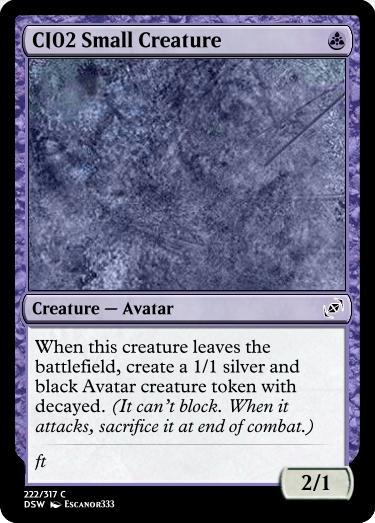 C[02 Small Creature
Creature — Avatar
When this creature leaves the
battlefield, create a 1/1 silver and
black Avatar creature token with
decayed. (It can't block. When it
attacks, sacrifice it at end of combat.)
ft
2/1
222/317 C
DSW Escanor333